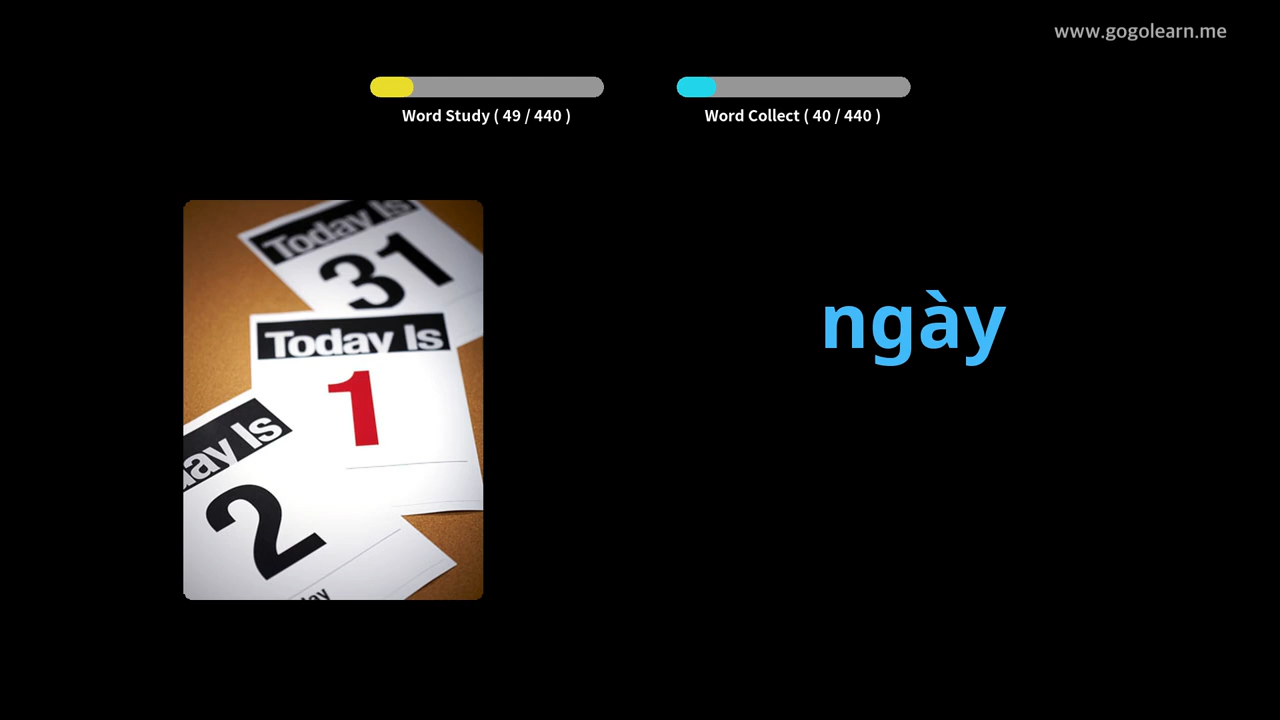 www.gogolearn.me
Word Study ( 49 / 440 )
Word Collect ( 40 / 440 )
Today Is
31
Today Is
1
ay Is
2
ngày